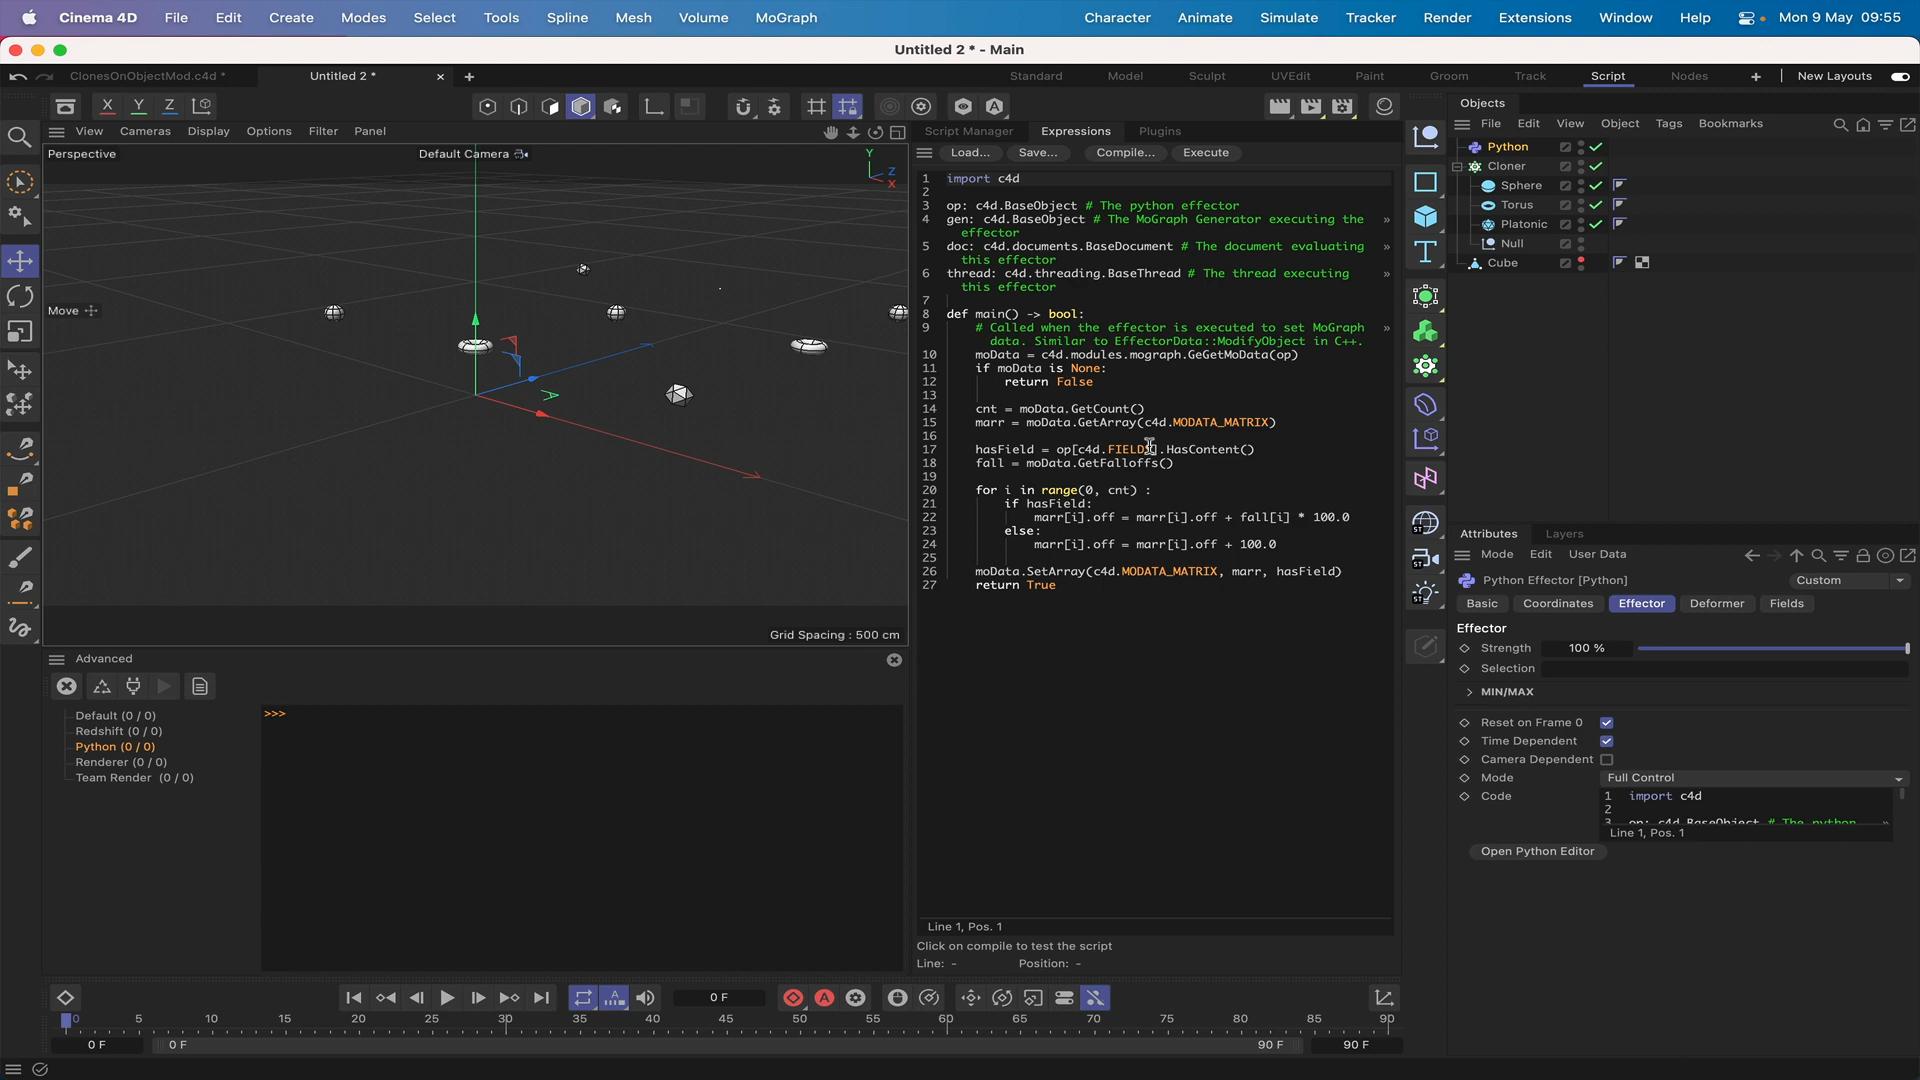 Cinema 4D File Edit Create Modes Select Tools Spline Mesh Volume MoGraph Character Animate Simulate Tracker Render Extensions Window Help Mon 9 May 09:55
Untitled 2 * - Main
ClonesOnObjectMod.c4d * Untitled 2 * Standard Model Sculpt UVEdit Paint Groom Track Script Nodes New Layouts
X Y Z
View Cameras Display Options Filter Panel
Perspective
Default Camera
Y
Z
X
Move
Grid Spacing : 500 cm
Script Manager Expressions Plugins
Load... Save... Compile... Execute
1 import c4d
2
3 op: c4d.BaseObject # The python effector
4 gen: c4d.BaseObject # The MoGraph Generator executing the »
effector
5 doc: c4d.documents.BaseDocument # The document evaluating »
this effector
6 thread: c4d.threading.BaseThread # The thread executing »
this effector
7
8 def main() -> bool:
9 # Called when the effector is executed to set MoGraph »
data. Similar to EffectorData::ModifyObject in C++.
10 moData = c4d.modules.mograph.GeGetMoData(op)
11 if moData is None:
12 return False
13
14 cnt = moData.GetCount()
15 marr = moData.GetArray(c4d.MODATA_MATRIX)
16
17 hasField = op[c4d.FIELDS].HasContent()
18 fall = moData.GetFalloffs()
19
20 for i in range(0, cnt) :
21 if hasField:
22 marr[i].off = marr[i].off + fall[i] * 100.0
23 else:
24 marr[i].off = marr[i].off + 100.0
25
26 moData.SetArray(c4d.MODATA_MATRIX, marr, hasField)
27 return True
Line 1, Pos. 1
Click on compile to test the script
Line: - Position: -
Advanced
Default (0 / 0)
Redshift (0 / 0)
Python (0 / 0)
Renderer (0 / 0)
Team Render (0 / 0)
>>>
ST
ST
ST
Objects
File Edit View Object Tags Bookmarks
Python
Cloner
Sphere
Torus
Platonic
Null
Cube
Attributes Layers
Mode Edit User Data
Python Effector [Python] Custom
Basic Coordinates Effector Deformer Fields
Effector
Strength 100 %
Selection
MIN/MAX
Reset on Frame 0
Time Dependent
Camera Dependent
Mode Full Control
Code 1 import c4d
2
3 op: c4d.BaseObject # The python »
Line 1, Pos. 1
Open Python Editor
0 F
0 5 10 15 20 25 30 35 40 45 50 55 60 65 70 75 80 85 90
0 F 0 F 90 F 90 F